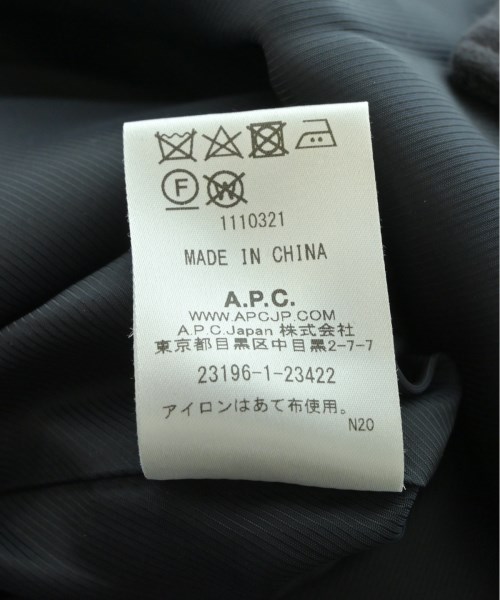 F W
1110321
MADE IN CHINA
A.P.C.
WWW.APCJP.COM
A.P.C.Japan 株式会社
東京都目黒区中目黒2-7-7
23196-1-23422
アイロンはあて布使用。
N20